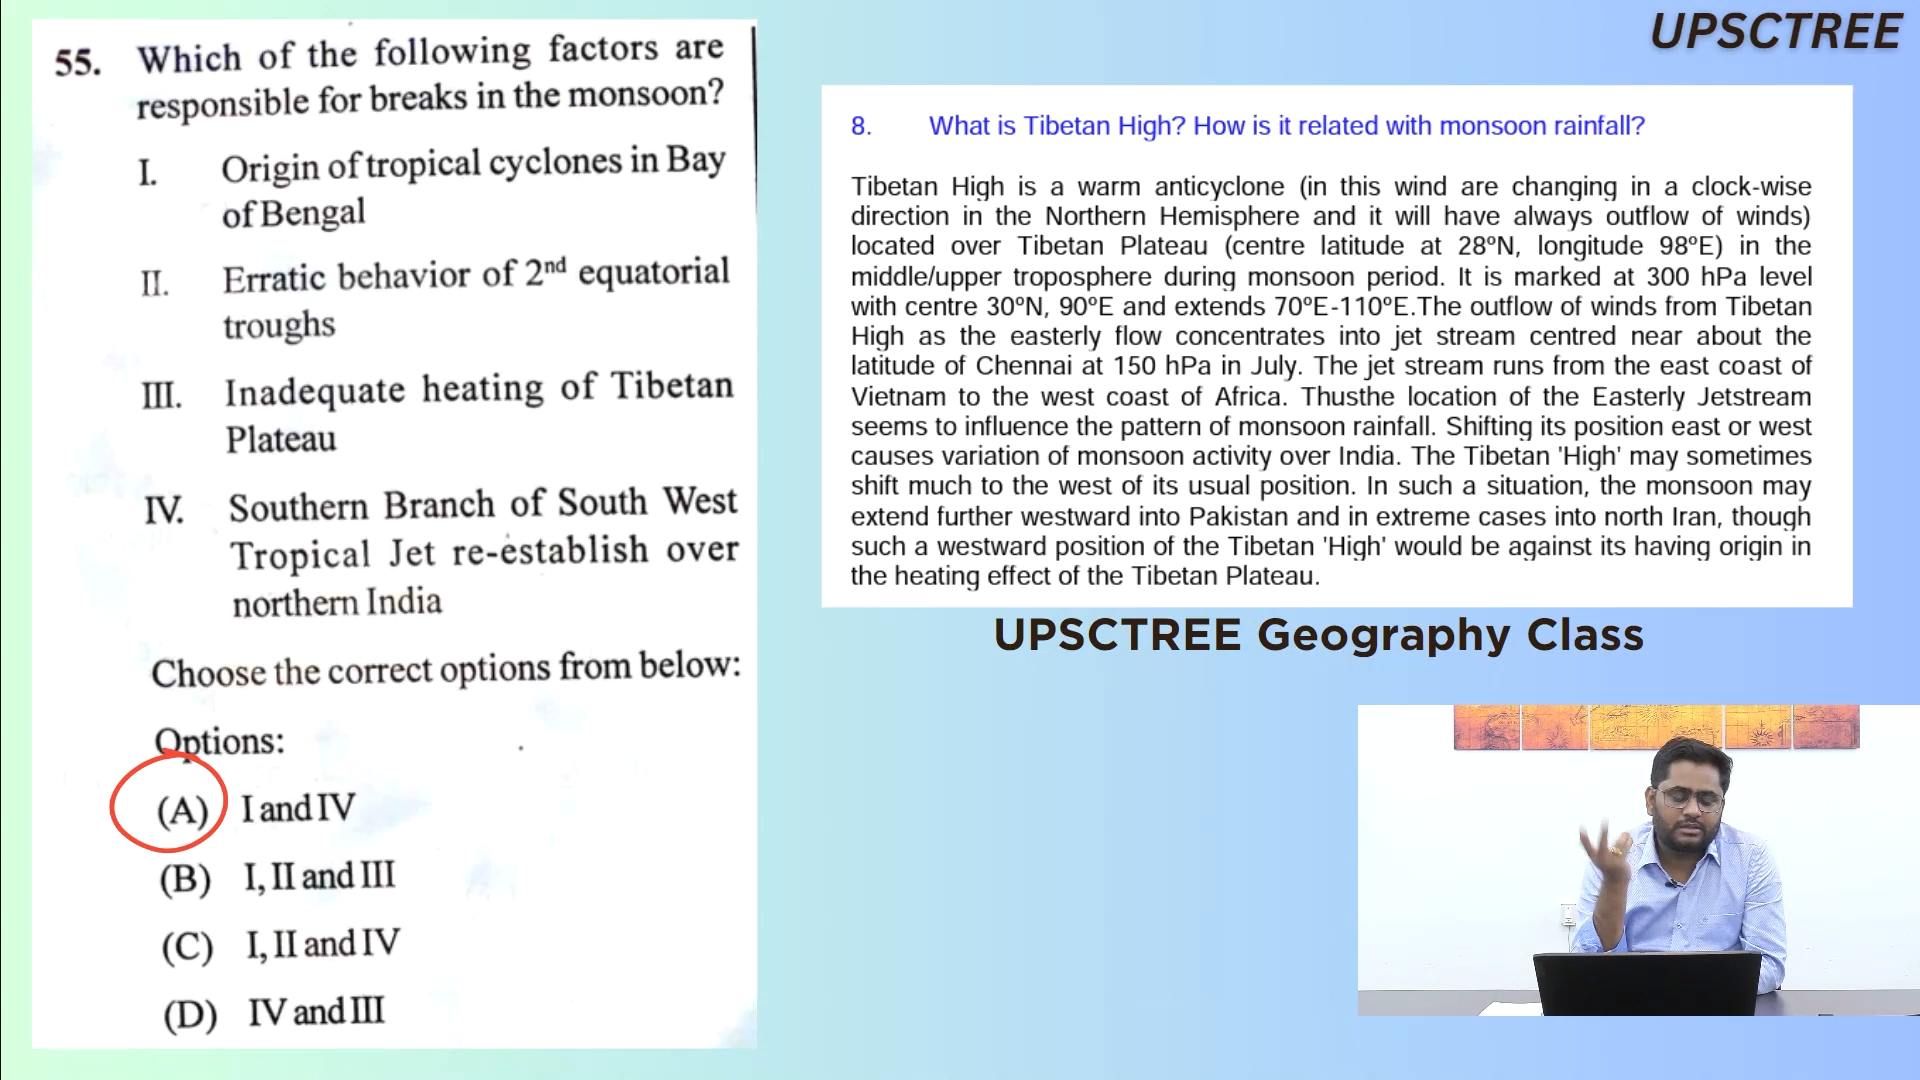 UPSCTREE
55. Which of the following factors are
responsible for breaks in the monsoon?
I. Origin of tropical cyclones in Bay
of Bengal
II. Erratic behavior of 2nd equatorial
troughs
III. Inadequate heating of Tibetan
Plateau
IV. Southern Branch of South West
Tropical Jet re-establish over
northern India
Choose the correct options from below:
Options:
(A) I and IV
(B) I, II and III
(C) I, II and IV
(D) IV and III
8. What is Tibetan High? How is it related with monsoon rainfall?
Tibetan High is a warm anticyclone (in this wind are changing in a clock-wise
direction in the Northern Hemisphere and it will have always outflow of winds)
located over Tibetan Plateau (centre latitude at 28ºN, longitude 98ºE) in the
middle/upper troposphere during monsoon period. It is marked at 300 hPa level
with centre 30ºN, 90ºE and extends 70ºE-110ºE.The outflow of winds from Tibetan
High as the easterly flow concentrates into jet stream centred near about the
latitude of Chennai at 150 hPa in July. The jet stream runs from the east coast of
Vietnam to the west coast of Africa. Thusthe location of the Easterly Jetstream
seems to influence the pattern of monsoon rainfall. Shifting its position east or west
causes variation of monsoon activity over India. The Tibetan 'High' may sometimes
shift much to the west of its usual position. In such a situation, the monsoon may
extend further westward into Pakistan and in extreme cases into north Iran, though
such a westward position of the Tibetan 'High' would be against its having origin in
the heating effect of the Tibetan Plateau.
UPSCTREE Geography Class